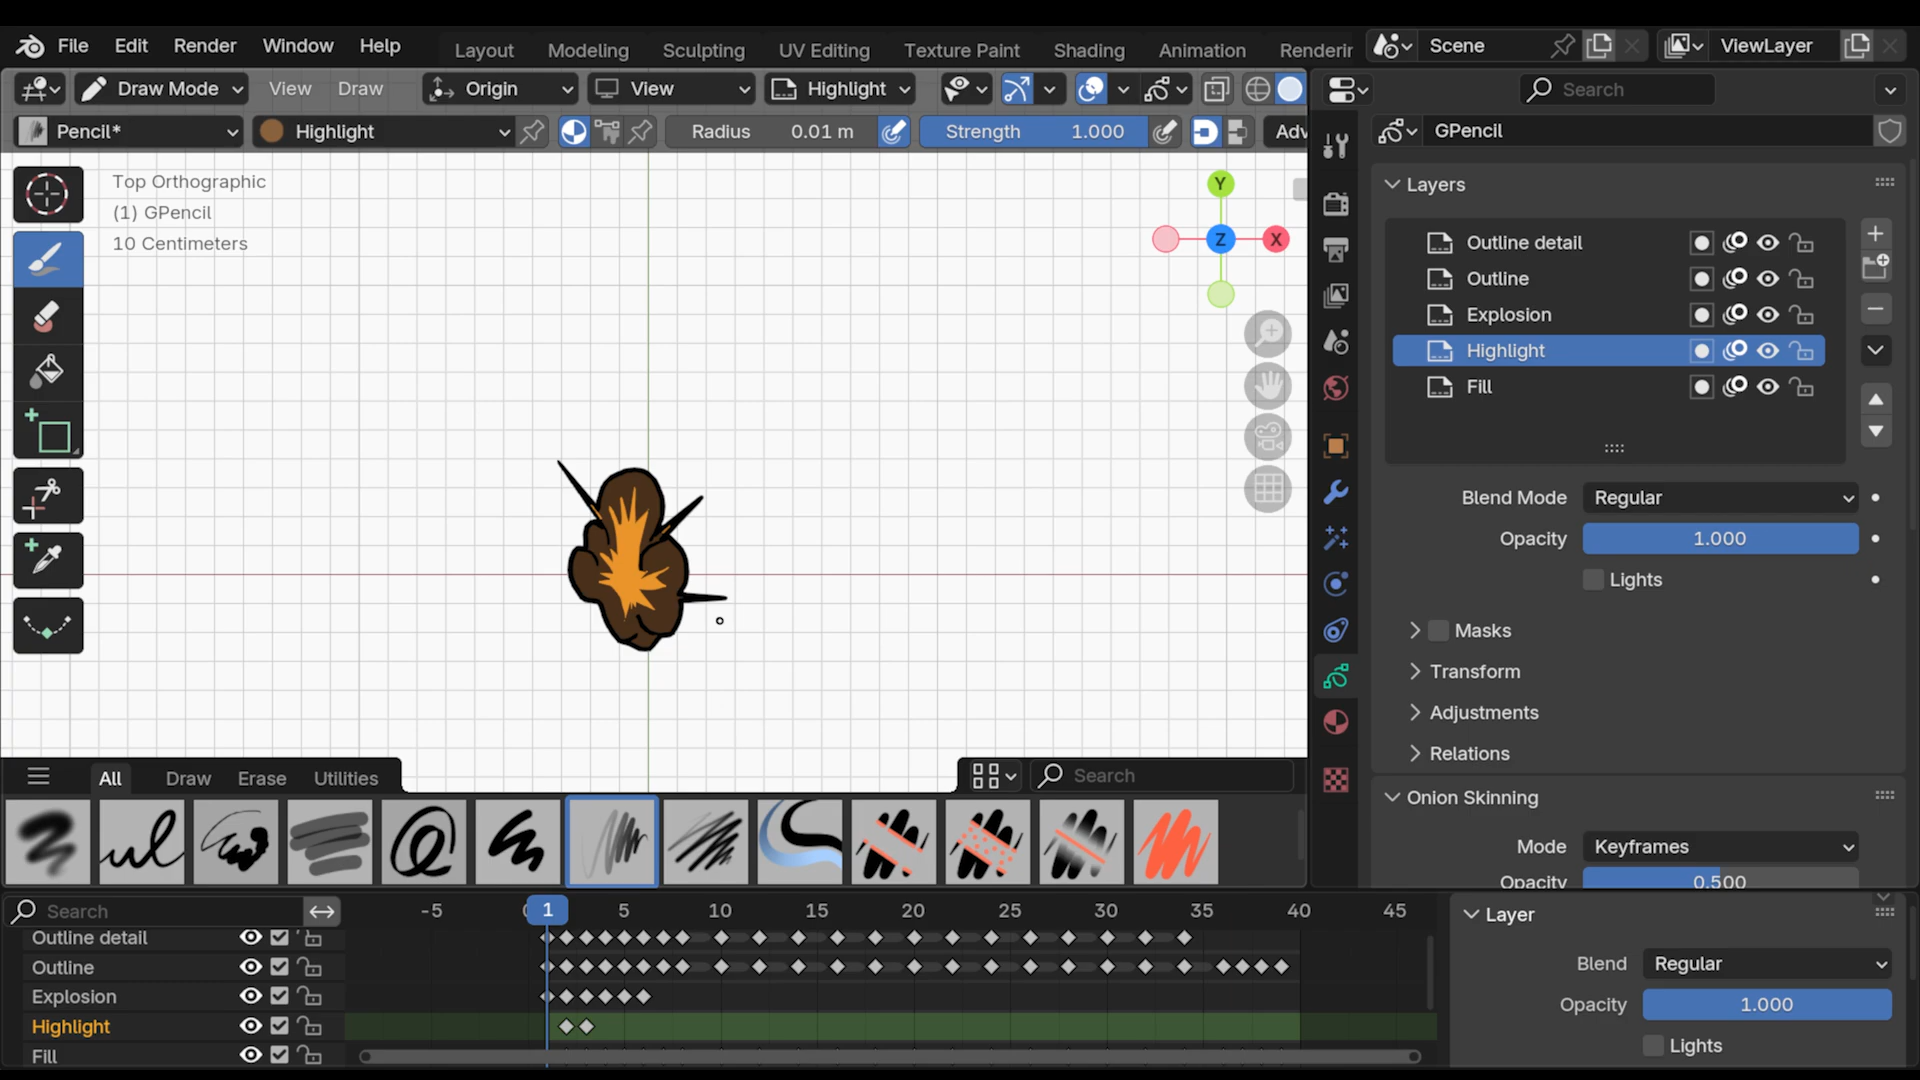 File Edit Render Window Help Layout Modeling Sculpting UV Editing Texture Paint Shading Animation Scene ViewLayer
Draw Mode View Draw Origin View Highlight Search
Pencil* Highlight Radius 0.01 m Strength 1.000 GPencil
Top Orthographic
(1) GPencil
10 Centimeters
Y
Z
X
Layers
Outline detail
Outline
Explosion
Highlight
Fill
Blend Mode Regular
Opacity 1.000
Lights
Masks
Transform
Adjustments
Relations
Onion Skinning
Mode Keyframes
Opacity 0.500
All Draw Erase Utilities Search
Search -5 1 5 10 15 20 25 30 35 40 45
Outline detail
Outline
Explosion
Highlight
Fill
Layer
Blend Regular
Opacity 1.000
Lights